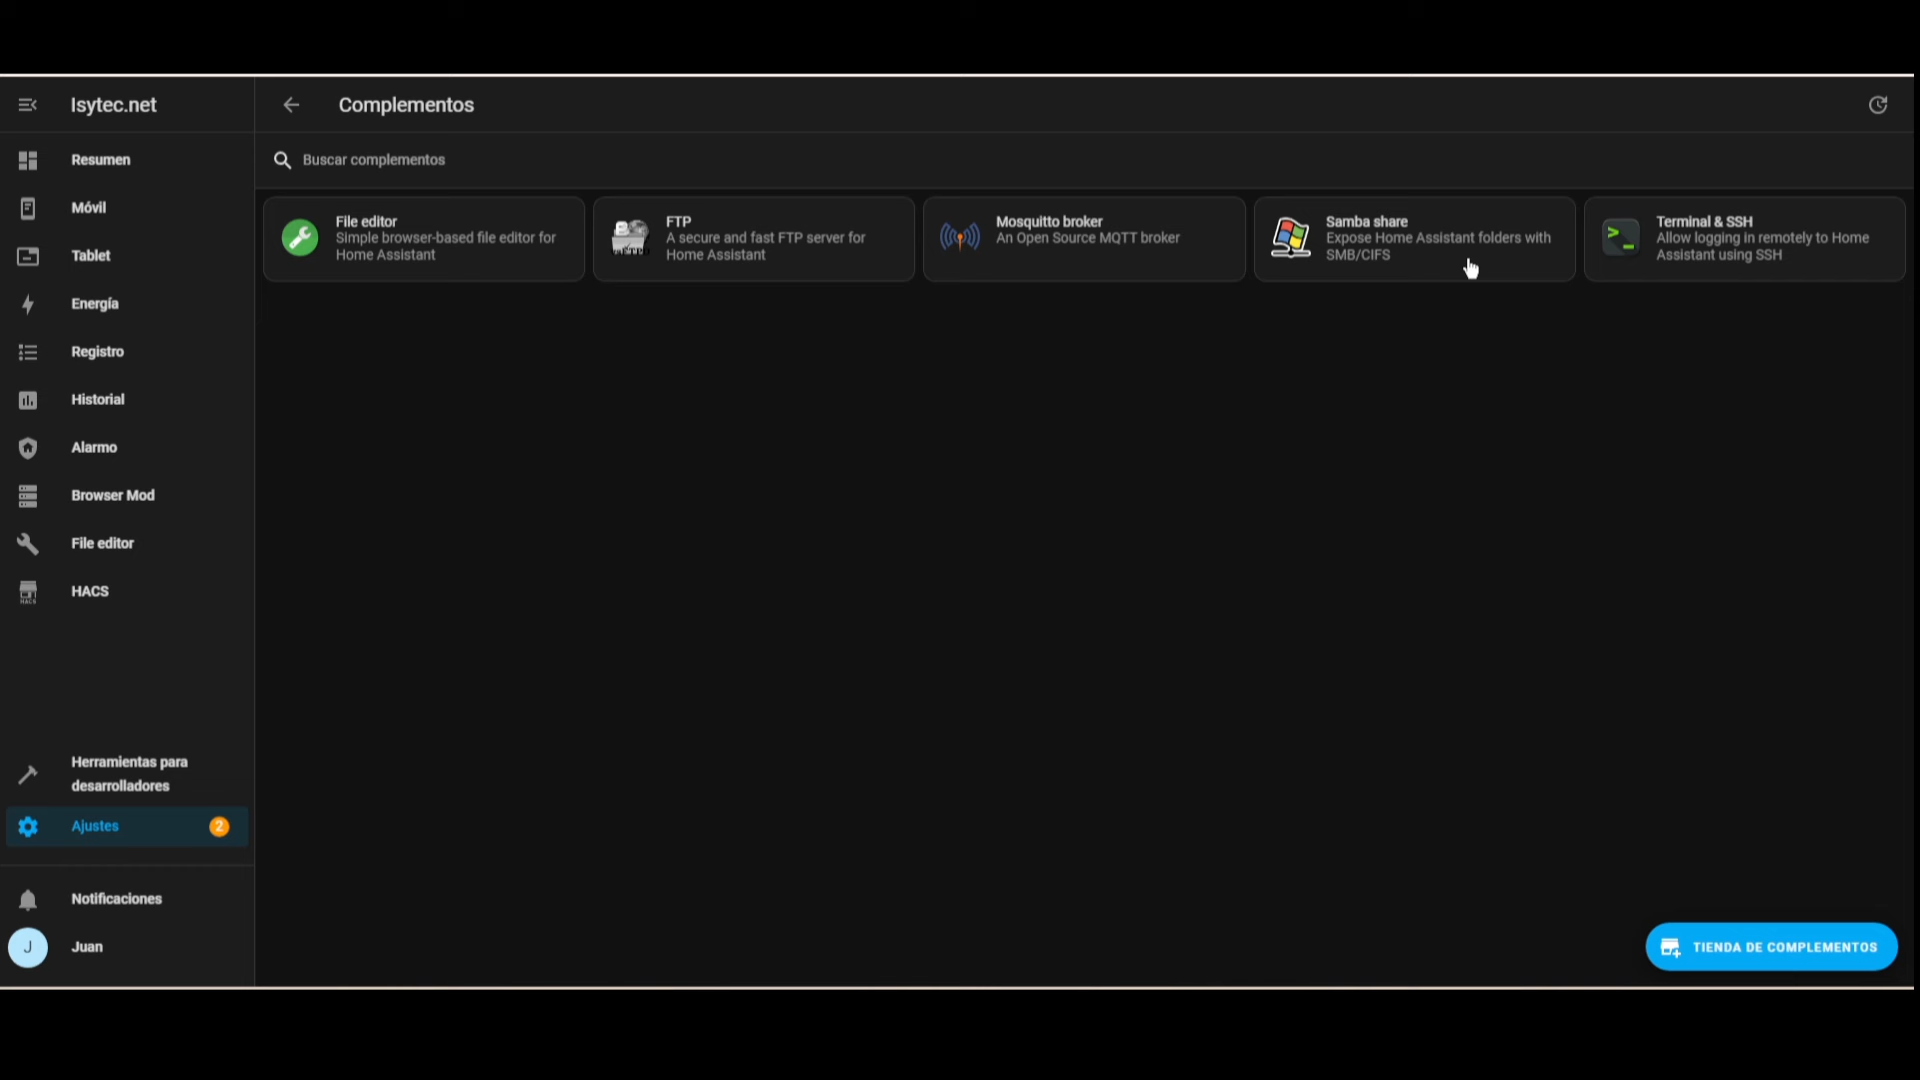 Isytec.net
Complementos
Buscar complementos
Resumen
Móvil
Tablet
Energía
Registro
Historial
Alarmo
Browser Mod
File editor
HACS
File editor
Simple browser-based file editor for
Home Assistant
FTP
A secure and fast FTP server for
Home Assistant
Mosquitto broker
An Open Source MQTT broker
Samba share
Expose Home Assistant folders with
SMB/CIFS
Terminal & SSH
Allow logging in remotely to Home
Assistant using SSH
Herramientas para
desarrolladores
Ajustes 2
Notificaciones
J Juan
TIENDA DE COMPLEMENTOS